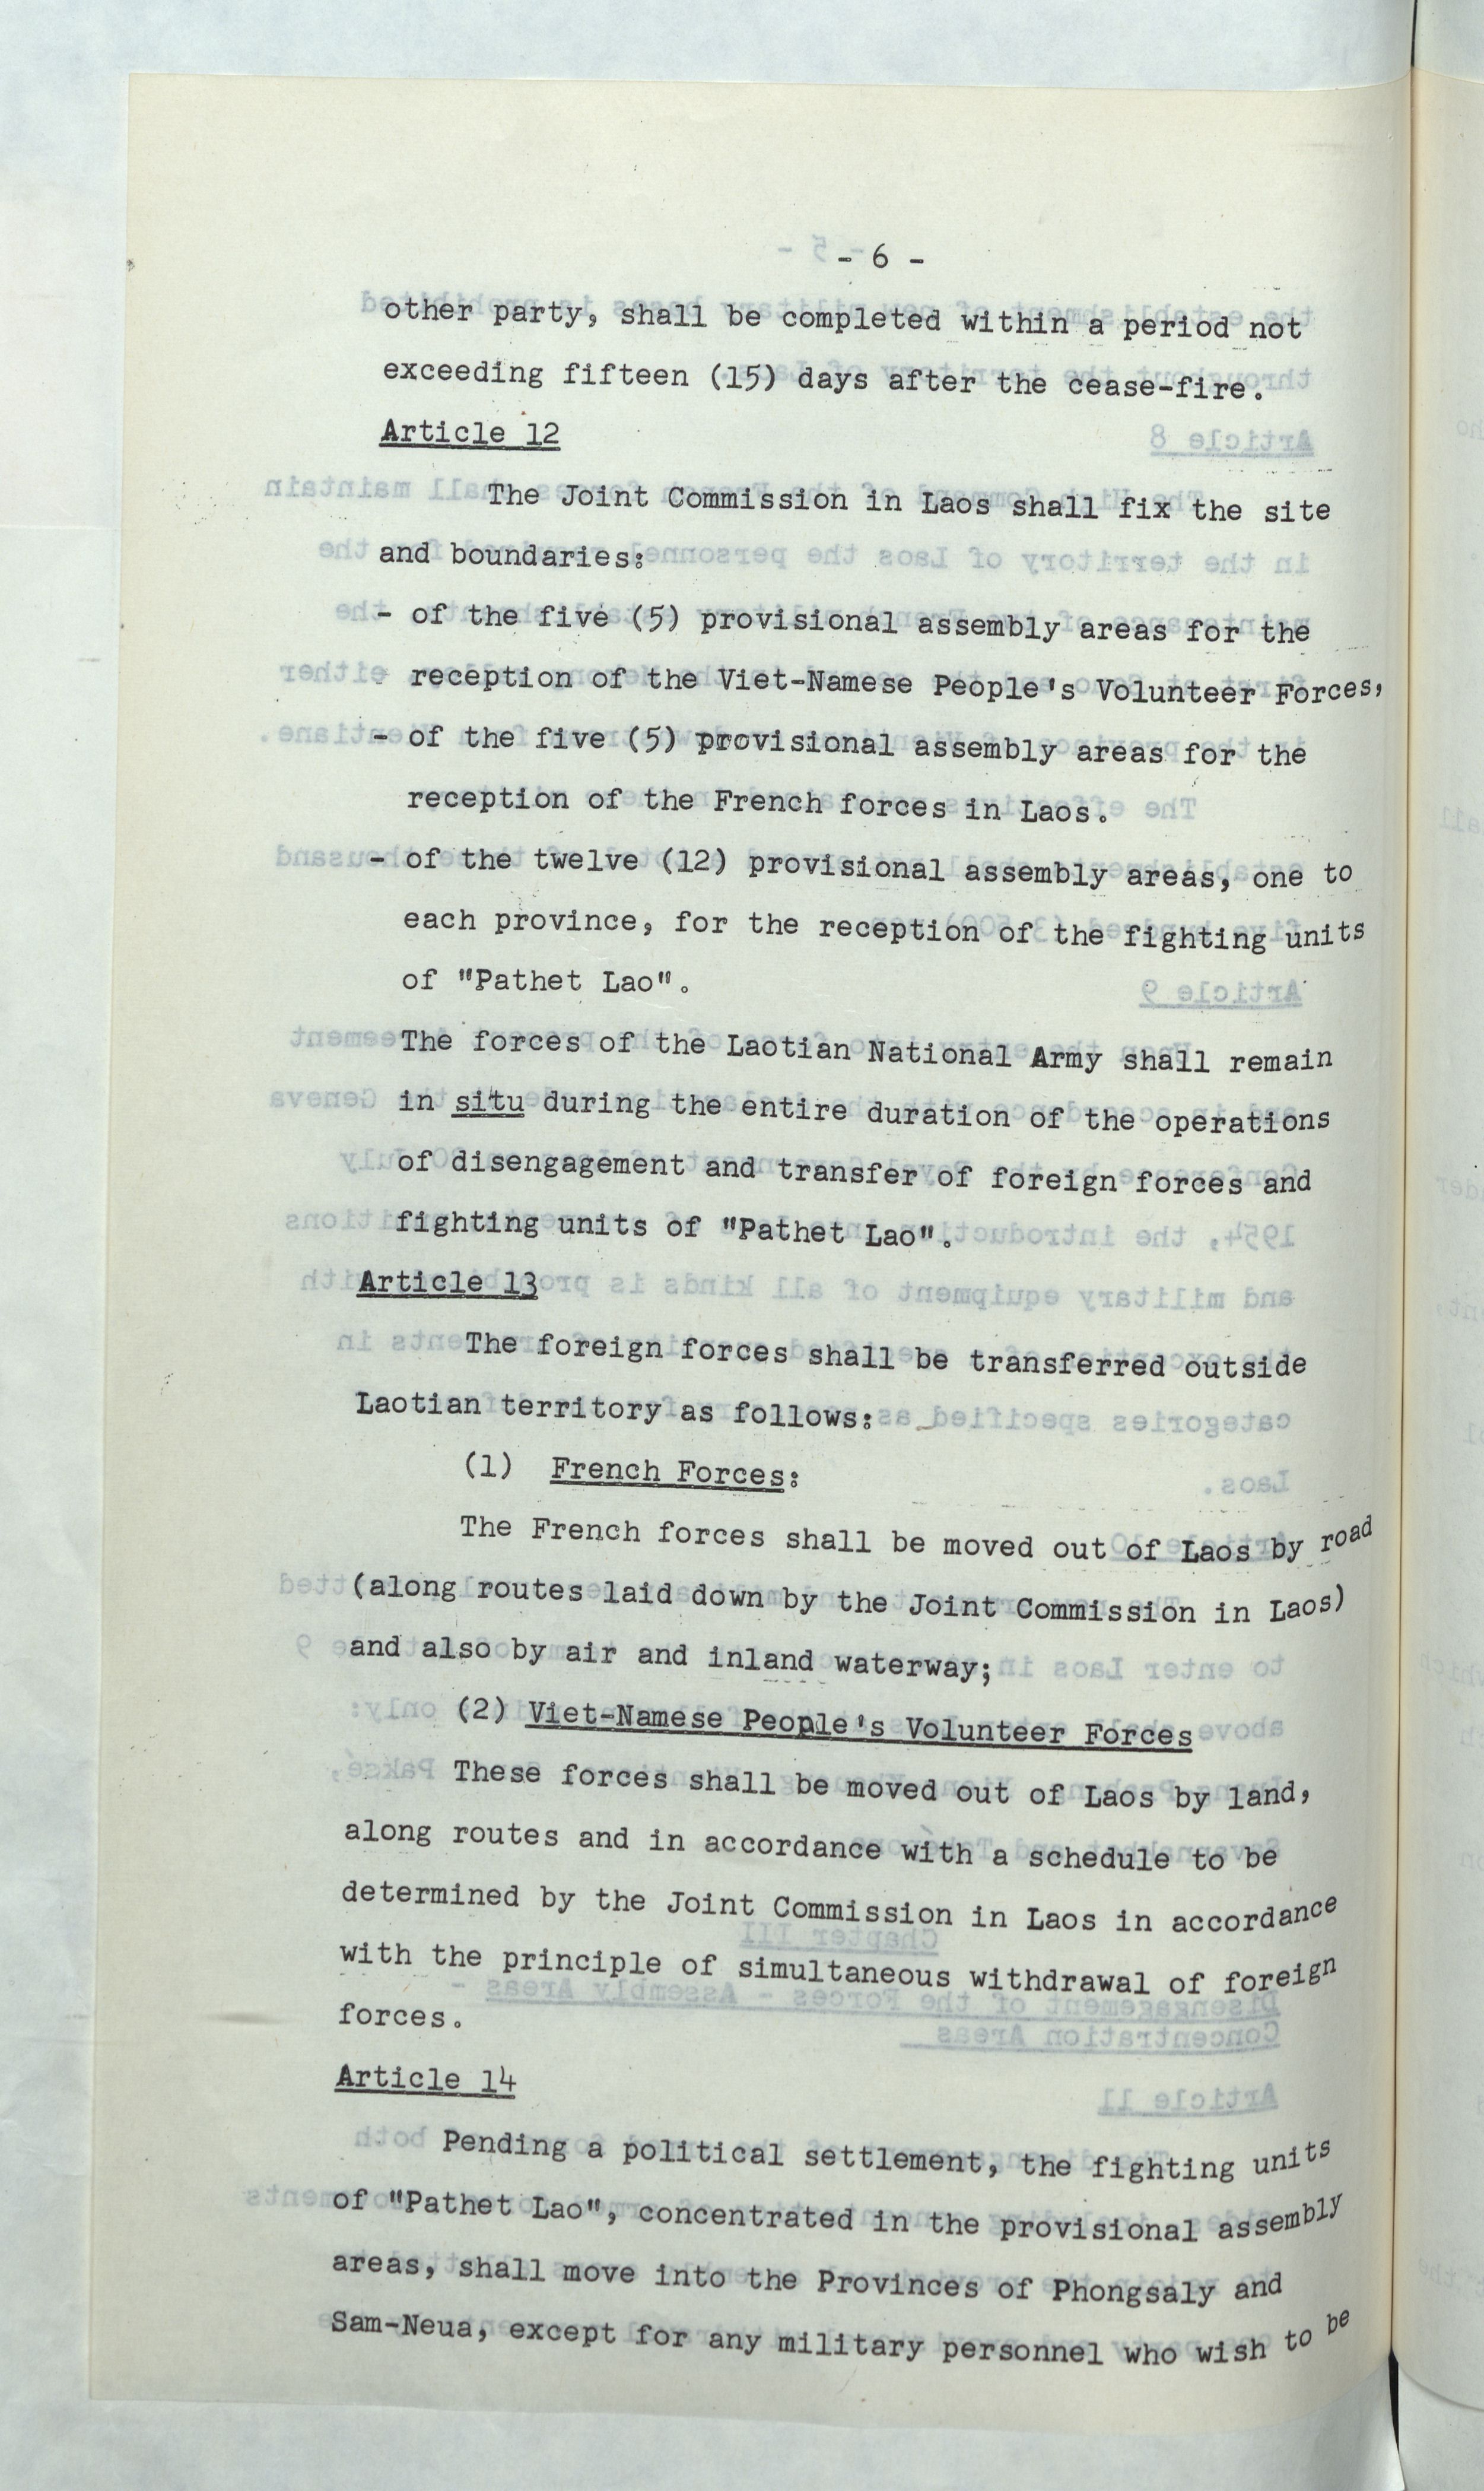 - 6 -
other party, shall be completed within a period not
exceeding fifteen (15) days after the cease-fire.
Article 12
The Joint Commission in Laos shall fix the site
and boundaries:
- of the five (5) provisional assembly areas for the
reception of the Viet-Namese People's Volunteer Forces,
- of the five (5) provisional assembly areas for the
reception of the French forces in Laos.
- of the twelve (12) provisional assembly areas, one to
each province, for the reception of the fighting units
of "Pathet Lao".
The forces of the Laotian National Army shall remain
in situ during the entire duration of the operations
of disengagement and transfer of foreign forces and
fighting units of "Pathet Lao".
Article 13
The foreign forces shall be transferred outside
Laotian territory as follows:
(1) French Forces:
The French forces shall be moved out of Laos by road
(along routes laid down by the Joint Commission in Laos)
and also by air and inland waterway;
(2) Viet-Namese People's Volunteer Forces
These forces shall be moved out of Laos by land,
along routes and in accordance with a schedule to be
determined by the Joint Commission in Laos in accordance
with the principle of simultaneous withdrawal of foreign
forces.
Article 14
Pending a political settlement, the fighting units
of "Pathet Lao", concentrated in the provisional assembly
areas, shall move into the Provinces of Phongsaly and
Sam-Neua, except for any military personnel who wish to be